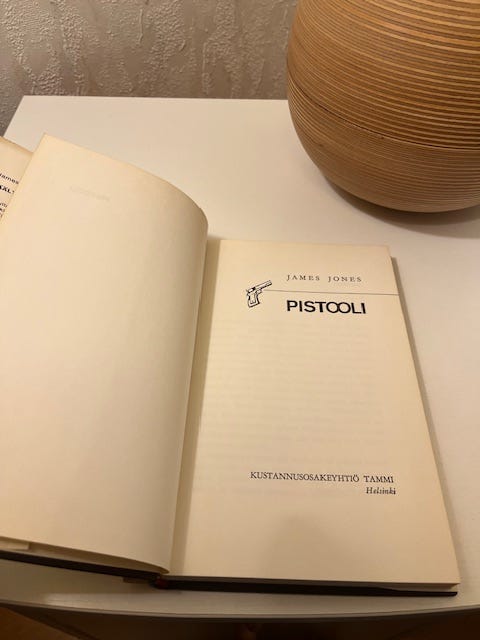 JAMES JONES
PISTOOLI
KUSTANNUSOSAKEYHTIÖ TAMMI
Helsinki